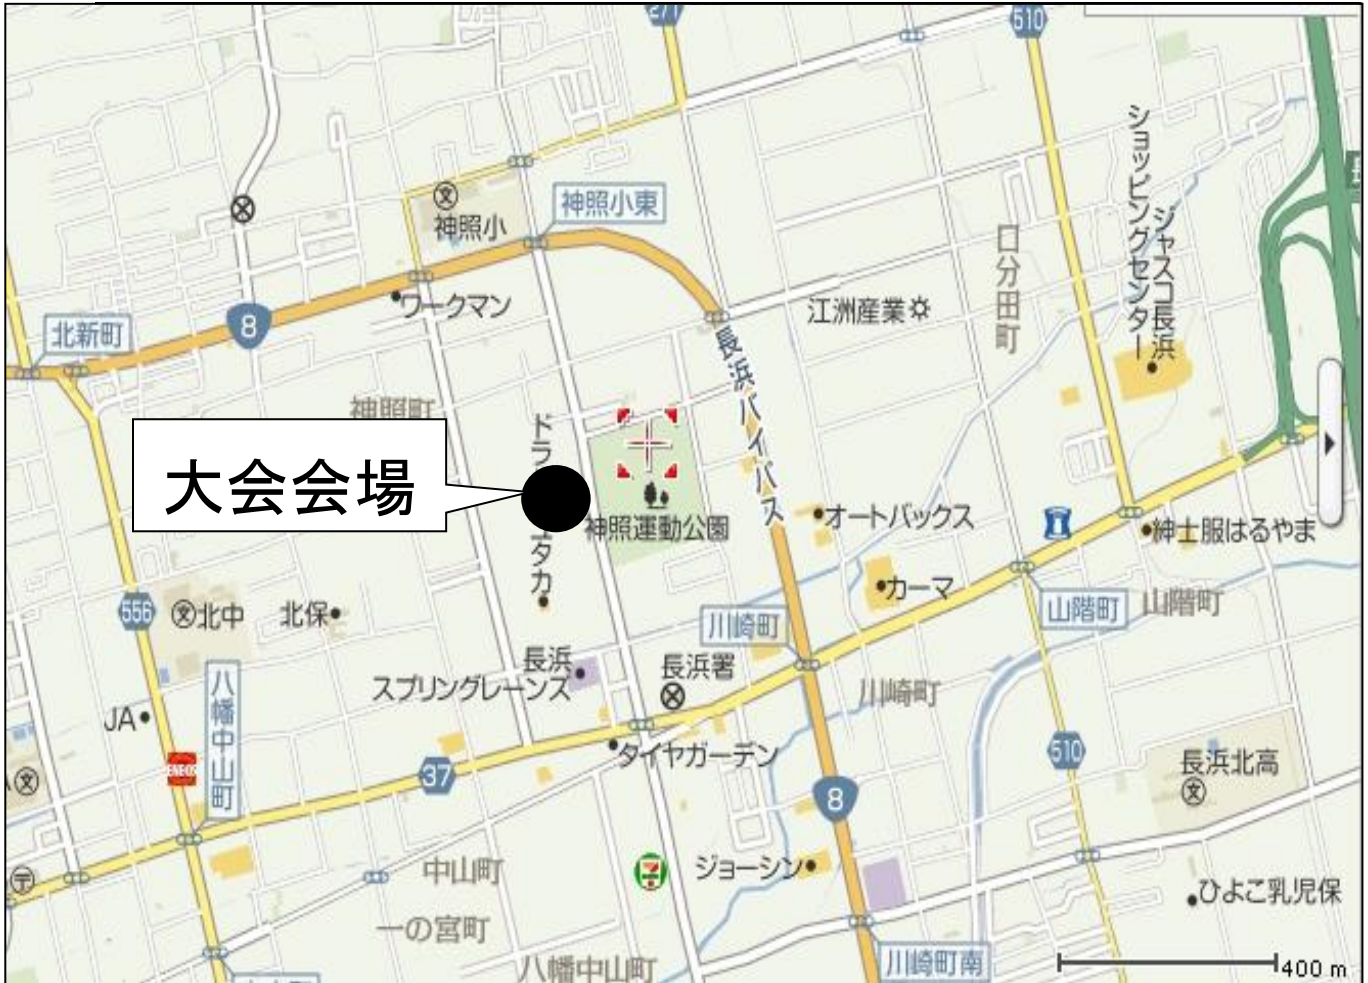 271
510
ショッピングセンター
ジャスコ長浜
神照小東
神照小
口分田町
ワークマン
江洲産業
8
北新町
長浜バイパス
神照町
大会会場
神照運動公園
オートバックス
紳士服はるやま
カーマ
山階町
山階町
556
北中
北保
川崎町
長浜
スプリングレーンズ
長浜署
川崎町
八幡中山町
JA
ENEOS
37
タイヤガーデン
510
長浜北高
8
中山町
ジョーシン
ひよこ乳児保
一の宮町
八幡中山町
川崎町南
400 m